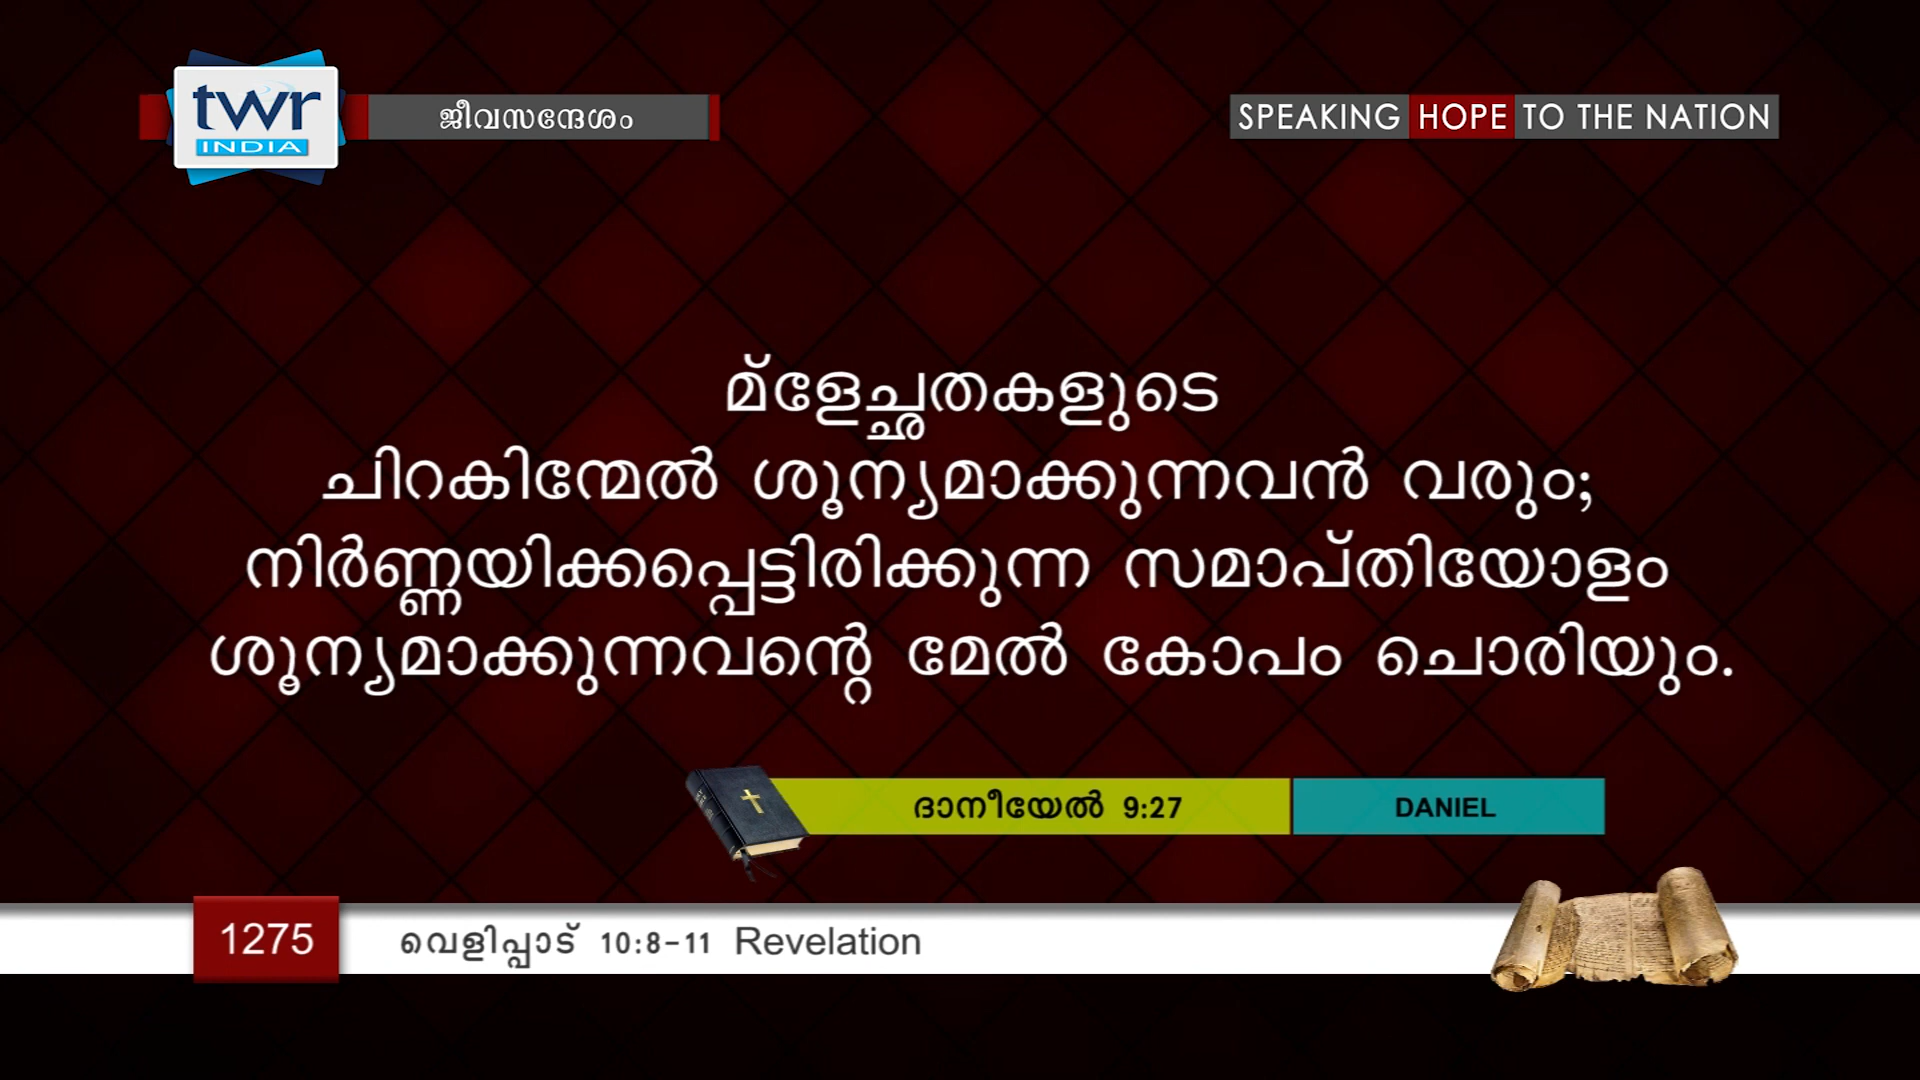 twr
INDIA
ജീവസന്ദേശം
SPEAKING HOPE TO THE NATION
മ്ളേച്ഛതകളുടെ
ചിറകിന്മേൽ ശൂന്യമാക്കുന്നവൻ വരും;
നിർണ്ണയിക്കപ്പെട്ടിരിക്കുന്ന സമാപ്തിയോളം
ശൂന്യമാക്കുന്നവന്റെ മേൽ കോപം ചൊരിയും.
ദാനീയേൽ 9:27
DANIEL
1275
വെളിപ്പാട് 10:8-11 Revelation